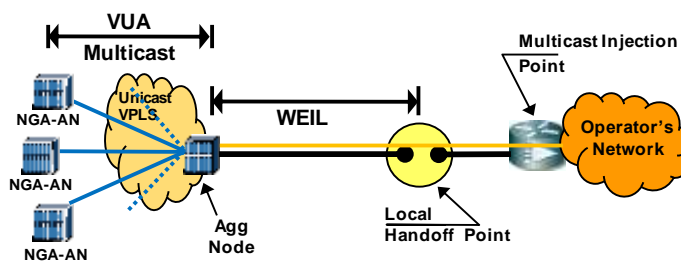 VUA
Multicast
Multicast Injection
Point
NGA-AN
Unicast
VPLS
WEIL
Operator's
Network
NGA-AN
NGA-AN
Agg
Node
Local
Handoff Point